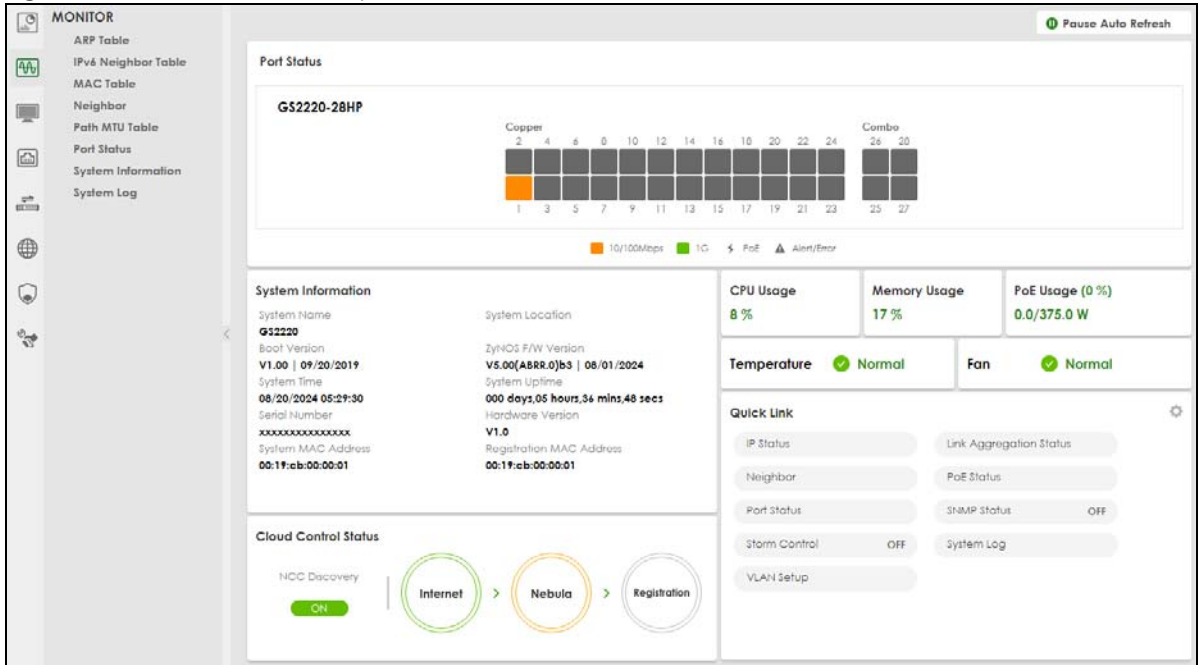 MONITOR
ARP Table
IPv6 Neighbor Table
MAC Table
Neighbor
Path MTU Table
Port Status
System Information
System Log
Pause Auto Refresh
Port Status
GS2220-28HP
Copper Combo
2 4 6 8 10 12 14 16 18 20 22 24 26 28
1 3 5 7 9 11 13 15 17 19 21 23 25 27
10/100Mbps 1G PoE Alert/Error
System Information
System Name System Location
GS2220
Boot Version ZyNOS F/W Version
V1.00 | 09/20/2019 V5.00(ABRR.0)b3 | 08/01/2024
System Time System Uptime
08/20/2024 05:29:30 000 days,05 hours,36 mins,48 secs
Serial Number Hardware Version
xxxxxxxxxxxxxxx V1.0
System MAC Address Registration MAC Address
00:19:cb:00:00:01 00:19:cb:00:00:01
CPU Usage Memory Usage PoE Usage (0 %)
8 % 17 % 0.0/375.0 W
Temperature Normal Fan Normal
Quick Link
IP Status Link Aggregation Status
Neighbor PoE Status
Port Status SNMP Status OFF
Storm Control OFF System Log
VLAN Setup
Cloud Control Status
NCC Discovery
ON
Internet > Nebula > Registration